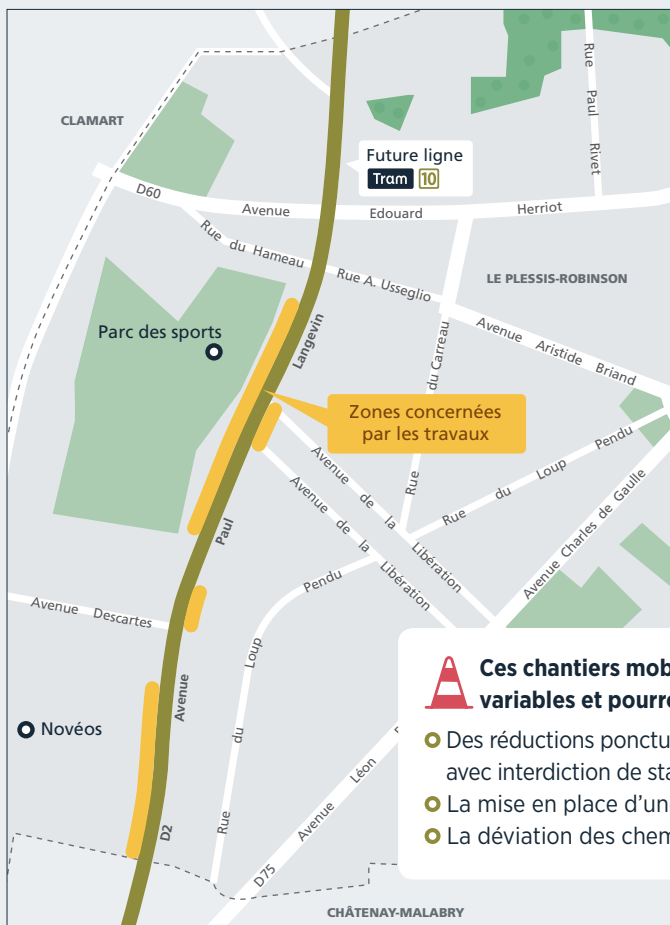 CLAMART
Rue Paul Rivet
Future ligne
Tram 10
D60
Avenue Edouard Herriot
Rue du Hameau
Rue A. Usseglio
LE PLESSIS-ROBINSON
Parc des sports
Langevin
Rue du Carreau
Avenue Aristide Briand
Zones concernées
par les travaux
Avenue de la Libération
Avenue de la Libération
Rue du Loup Pendu
Avenue Charles de Gaulle
Paul
Pendu
Avenue Descartes
Loup
Avenue
Novéos
du
Rue
D2
Avenue Léon
D75
Ces chantiers mob
variables et pourr
Des réductions ponctu
avec interdiction de sta
La mise en place d'un
La déviation des chem
CHÂTENAY-MALABRY